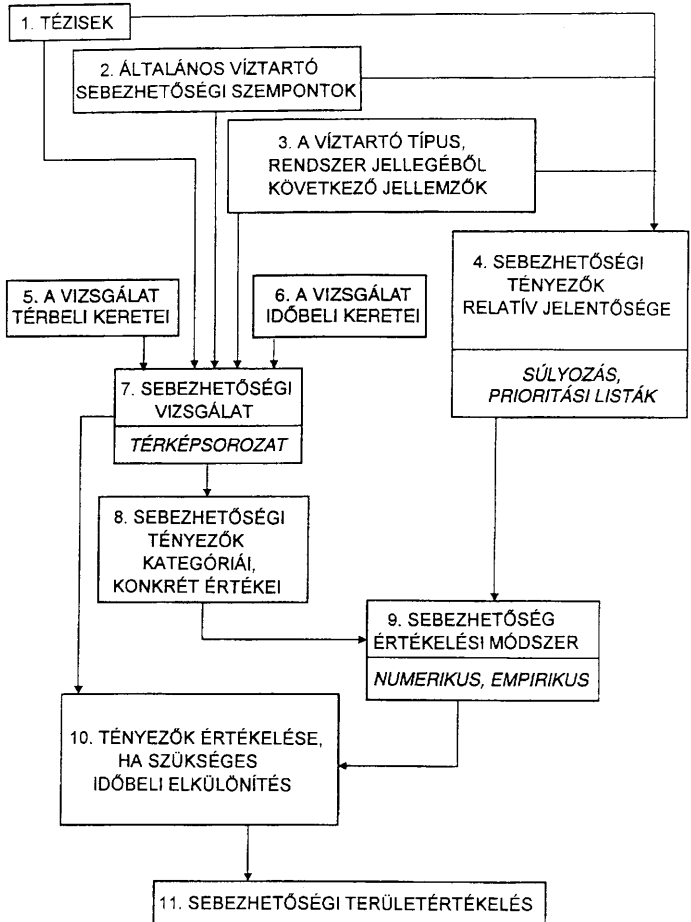 1. TÉZISEK
2. ÁLTALÁNOS VÍZTARTÓ
SEBEZHETŐSÉGI SZEMPONTOK
3. A VÍZTARTÓ TÍPUS,
RENDSZER JELLEGÉBŐL
KÖVETKEZŐ JELLEMZŐK
4. SEBEZHETŐSÉGI
TÉNYEZŐK
RELATÍV JELENTŐSÉGE
SÚLYOZÁS,
PRIORITÁSI LISTÁK
5. A VIZSGÁLAT
TÉRBELI KERETEI
6. A VIZSGÁLAT
IDŐBELI KERETEI
7. SEBEZHETŐSÉGI
VIZSGÁLAT
TÉRKÉPSOROZAT
8. SEBEZHETŐSÉGI
TÉNYEZŐK
KATEGÓRIÁI,
KONKRÉT ÉRTÉKEI
9. SEBEZHETŐSÉG
ÉRTÉKELÉSI MÓDSZER
NUMERIKUS, EMPIRIKUS
10. TÉNYEZŐK ÉRTÉKELÉSE,
HA SZÜKSÉGES
IDŐBELI ELKÜLÖNÍTÉS
11. SEBEZHETŐSÉGI TERÜLETÉRTÉKELÉS